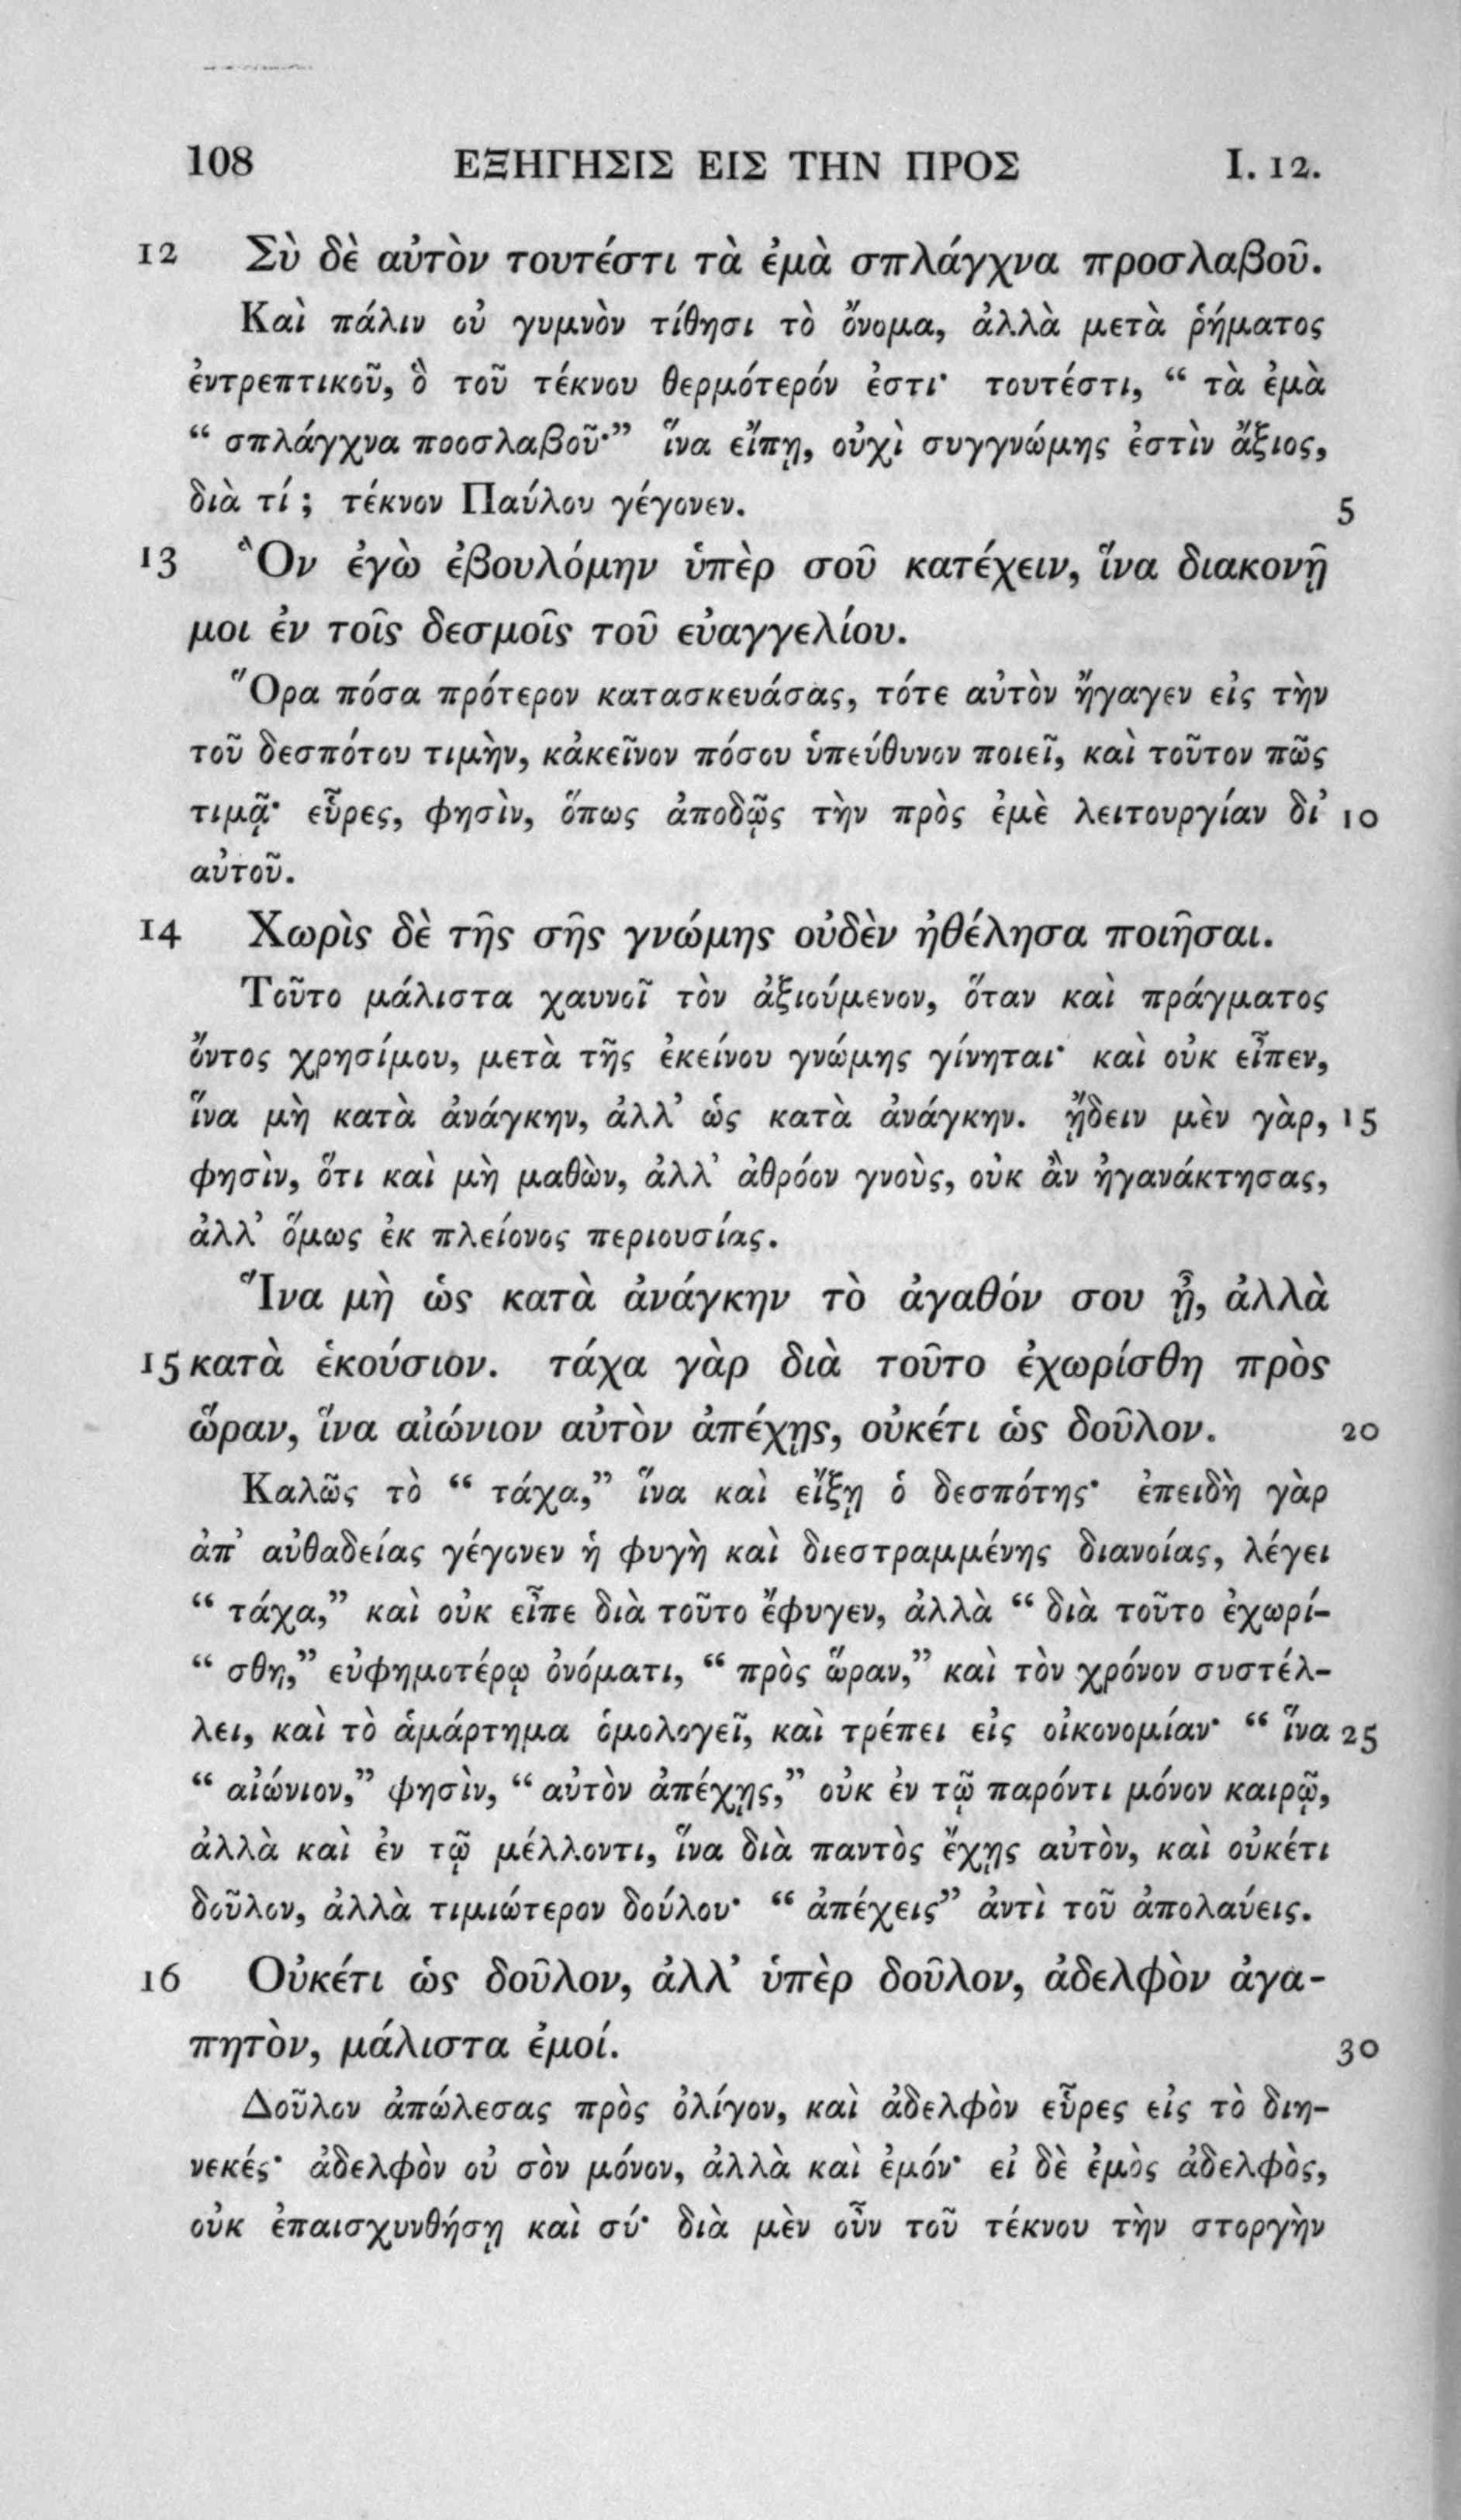 108 ΕΞΗΓΗΣΙΣ ΕΙΣ ΤΗΝ ΠΡΟΣ I. 12.
12 Σὺ δὲ αὐτὸν τουτέστι τὰ ἐμὰ σπλάγχνα προσλαβοῦ.
Καὶ πάλιν οὐ γυμνὸν τίθησι τὸ ὄνομα, ἀλλὰ μετὰ ῥήματος
ἐντρεπτικοῦ, ὃ τοῦ τέκνου θερμότερόν ἐστι· τουτέστι, “ τὰ ἐμὰ
“ σπλάγχνα ποοσλαβοῦ·” ἵνα εἴπῃ, οὐχὶ συγγνώμης ἐστὶν ἄξιος,
διὰ τί ; τέκνον Παύλου γέγονεν. 5
13 Ὃν ἐγὼ ἐβουλόμην ὑπὲρ σοῦ κατέχειν, ἵνα διακονῇ
μοι ἐν τοῖς δεσμοῖς τοῦ εὐαγγελίου.
Ὅρα πόσα πρότερον κατασκευάσας, τότε αὐτὸν ἤγαγεν εἰς τὴν
τοῦ δεσπότου τιμὴν, κἀκεῖνον πόσου ὑπεύθυνον ποιεῖ, καὶ τοῦτον πῶς
τιμᾷ· εὗρες, φησὶν, ὅπως ἀποδῷς τὴν πρὸς ἐμὲ λειτουργίαν δι’ 10
αὐτοῦ.
14 Χωρὶς δὲ τῆς σῆς γνώμης οὐδὲν ἠθέλησα ποιῆσαι.
Τοῦτο μάλιστα χαυνοῖ τὸν ἀξιούμενον, ὅταν καὶ πράγματος
ὄντος χρησίμου, μετὰ τῆς ἐκείνου γνώμης γίνηται· καὶ οὐκ εἶπεν,
ἵνα μὴ κατὰ ἀνάγκην, ἀλλ’ ὡς κατὰ ἀνάγκην. ᾔδειν μὲν γὰρ, 15
φησὶν, ὅτι καὶ μὴ μαθὼν, ἀλλ’ ἀθρόον γνοὺς, οὐκ ἂν ἠγανάκτησας,
ἀλλ’ ὅμως ἐκ πλείονος περιουσίας.
Ἵνα μὴ ὡς κατὰ ἀνάγκην τὸ ἀγαθόν σου ᾖ, ἀλλὰ
15 κατὰ ἑκούσιον. τάχα γὰρ διὰ τοῦτο ἐχωρίσθη πρὸς
ὥραν, ἵνα αἰώνιον αὐτὸν ἀπέχῃς, οὐκέτι ὡς δοῦλον. 20
Καλῶς τὸ “ τάχα,” ἵνα καὶ εἴξῃ ὁ δεσπότης· ἐπειδὴ γὰρ
ἀπ’ αὐθαδείας γέγονεν ἡ φυγὴ καὶ διεστραμμένης διανοίας, λέγει
“ τάχα,” καὶ οὐκ εἶπε διὰ τοῦτο ἔφυγεν, ἀλλὰ “ διὰ τοῦτο ἐχωρί-
“ σθη,” εὐφημοτέρῳ ὀνόματι, “ πρὸς ὥραν,” καὶ τὸν χρόνον συστέλ-
λει, καὶ τὸ ἁμάρτημα ὁμολογεῖ, καὶ τρέπει εἰς οἰκονομίαν· “ ἵνα 25
“ αἰώνιον,” φησὶν, “ αὐτὸν ἀπέχῃς,” οὐκ ἐν τῷ παρόντι μόνον καιρῷ,
ἀλλὰ καὶ ἐν τῷ μέλλοντι, ἵνα διὰ παντὸς ἔχῃς αὐτὸν, καὶ οὐκέτι
δοῦλον, ἀλλὰ τιμιώτερον δούλου· “ ἀπέχεις” ἀντὶ τοῦ ἀπολαύεις.
16 Οὐκέτι ὡς δοῦλον, ἀλλ’ ὑπὲρ δοῦλον, ἀδελφὸν ἀγα-
πητὸν, μάλιστα ἐμοί. 30
Δοῦλον ἀπώλεσας πρὸς ὀλίγον, καὶ ἀδελφὸν εὗρες εἰς τὸ διη-
νεκές· ἀδελφὸν οὐ σὸν μόνον, ἀλλὰ καὶ ἐμόν· εἰ δὲ ἐμὸς ἀδελφὸς,
οὐκ ἐπαισχυνθήσῃ καὶ σύ· διὰ μὲν οὖν τοῦ τέκνου τὴν στοργὴν